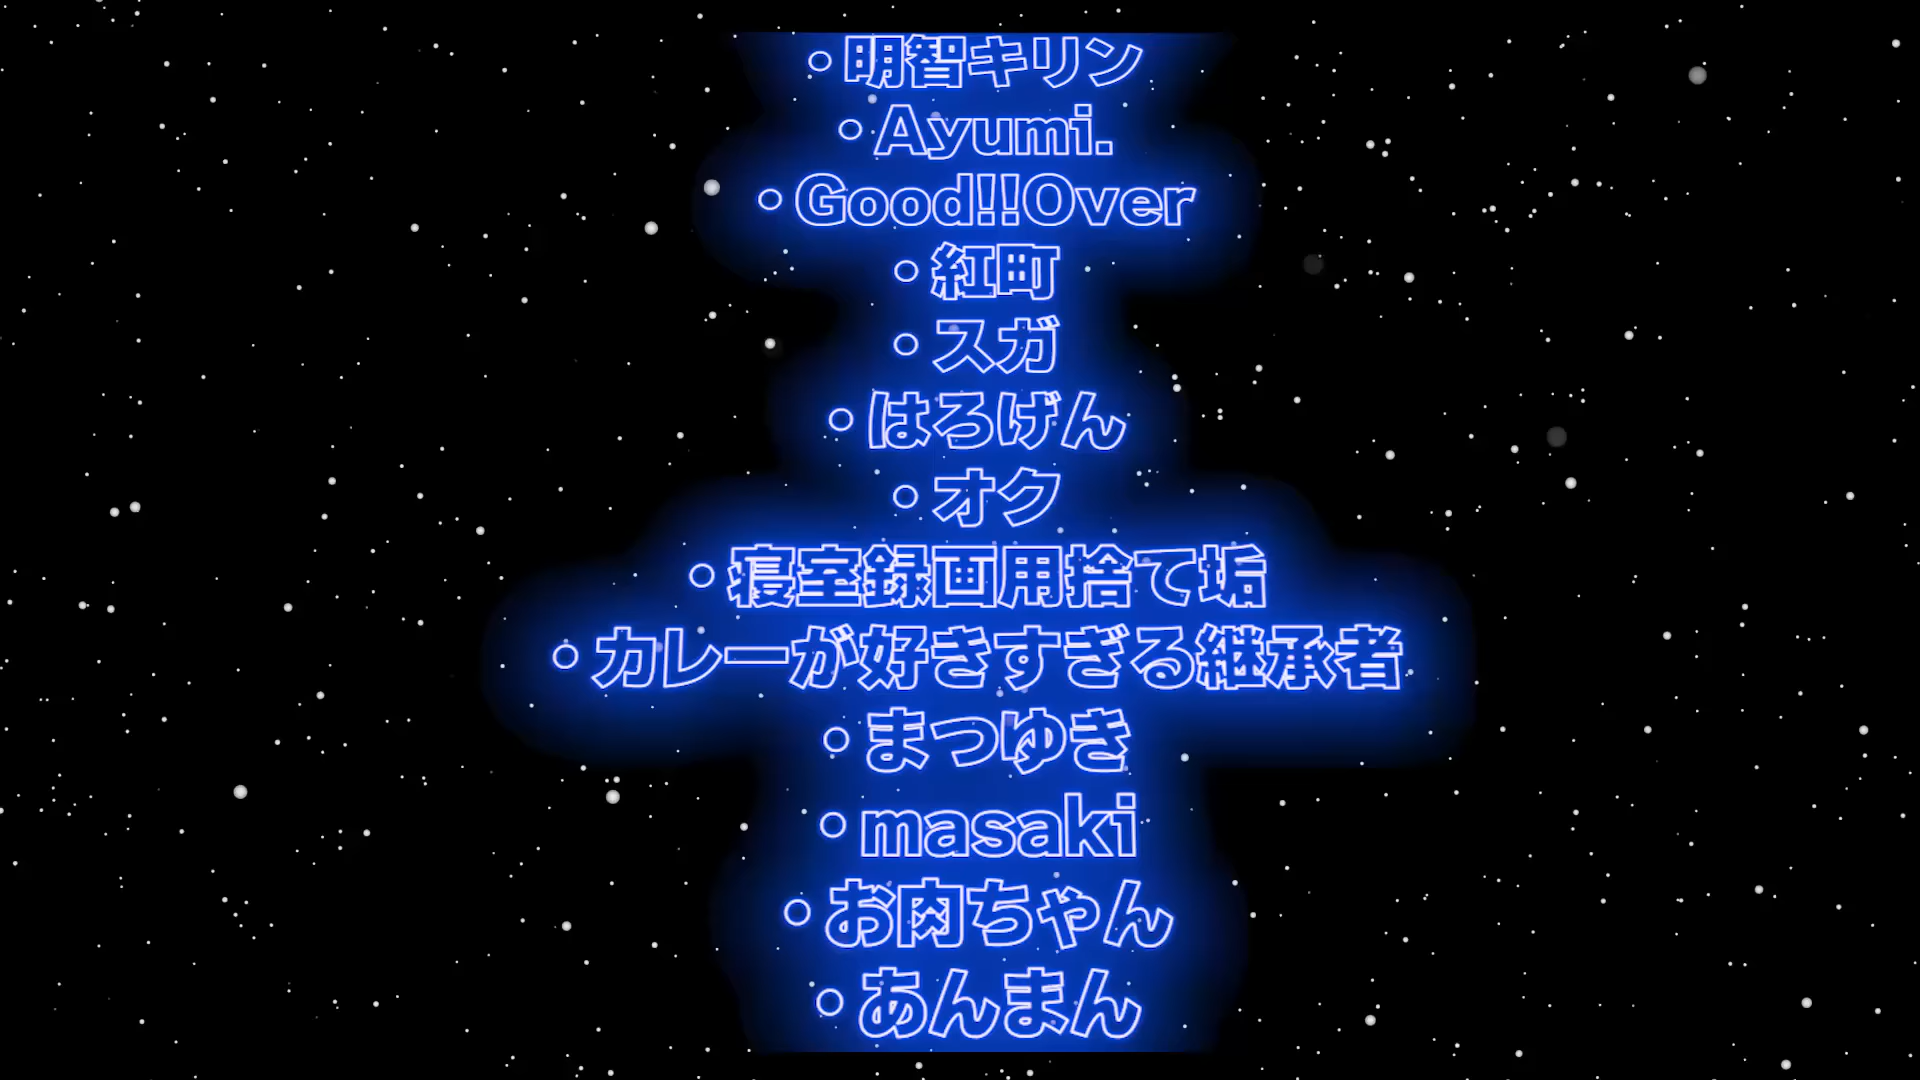 ・明智キリン
・Ayumi.
・Good!!Over
・紅町
・スガ
・はろげん
・オク
・寝室録画用捨て垢
・カレーが好きすぎる継承者
・まつゆき
・masaki
・お肉ちゃん
・あんまん